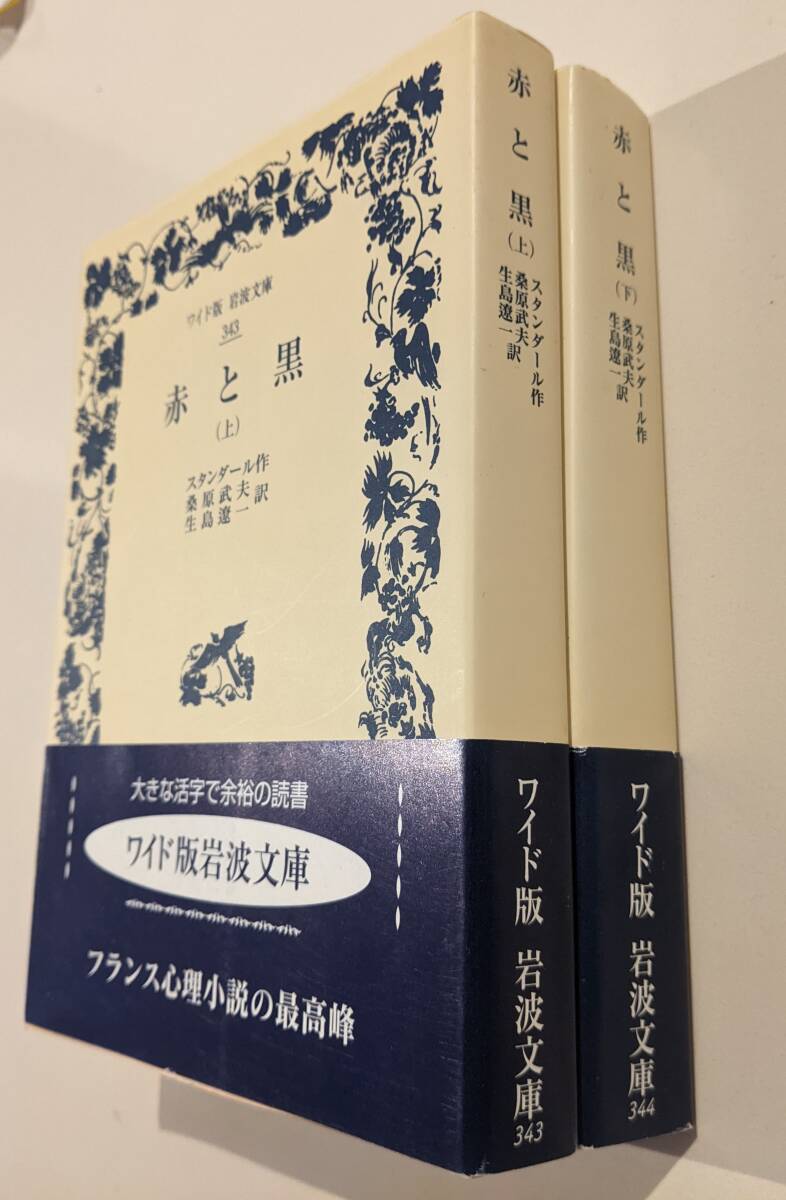 ワイド版 岩波文庫
343
赤と黒
(上)
スタンダール作
桑原武夫
生島遼一訳
大きな活字で余裕の読書
ワイド版岩波文庫
フランス心理小説の最高峰
赤と黒(上)
スタンダール作
桑原武夫
生島遼一訳
ワイド版 岩波文庫
343
赤と黒(下)
スタンダール作
桑原武夫
生島遼一訳
ワイド版 岩波文庫
344